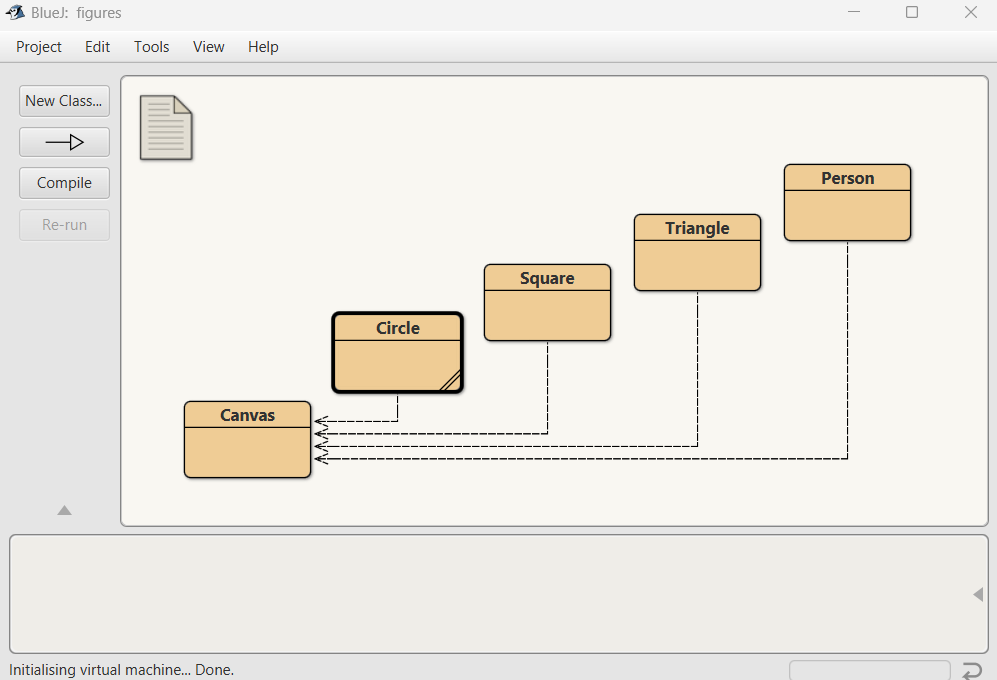 BlueJ: figures
Project Edit Tools View Help
New Class...
Compile
Re-run
Person
Triangle
Square
Circle
Canvas
Initialising virtual machine... Done.